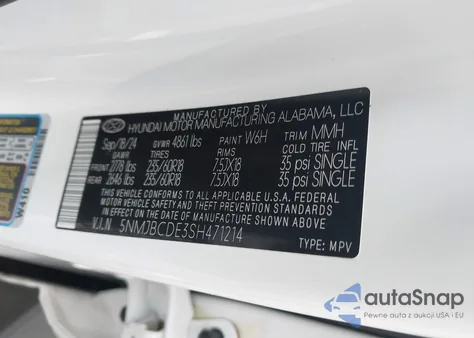 MANUFACTURED BY
HYUNDAI MOTOR MANUFACTURING ALABAMA, LLC
Sep/18/24 GVWR 4861 lbs PAINT W6H TRIM MMH
GAWR TIRES RIMS COLD TIRE INFL
FRONT 2778 lbs 235/60R18 7.5JX18 35 psi SINGLE
REAR 2646 lbs 235/60R18 7.5JX18 35 psi SINGLE
THIS VEHICLE CONFORMS TO ALL APPLICABLE U.S.A. FEDERAL
MOTOR VEHICLE SAFETY AND THEFT PREVENTION STANDARDS
IN EFFECT ON THE DATE OF MANUFACTURE SHOWN ABOVE.
V.I.N 5NMJBCDE3SH471214
TYPE: MPV
W410
autoSnap
Auta z aukcji USA i EU